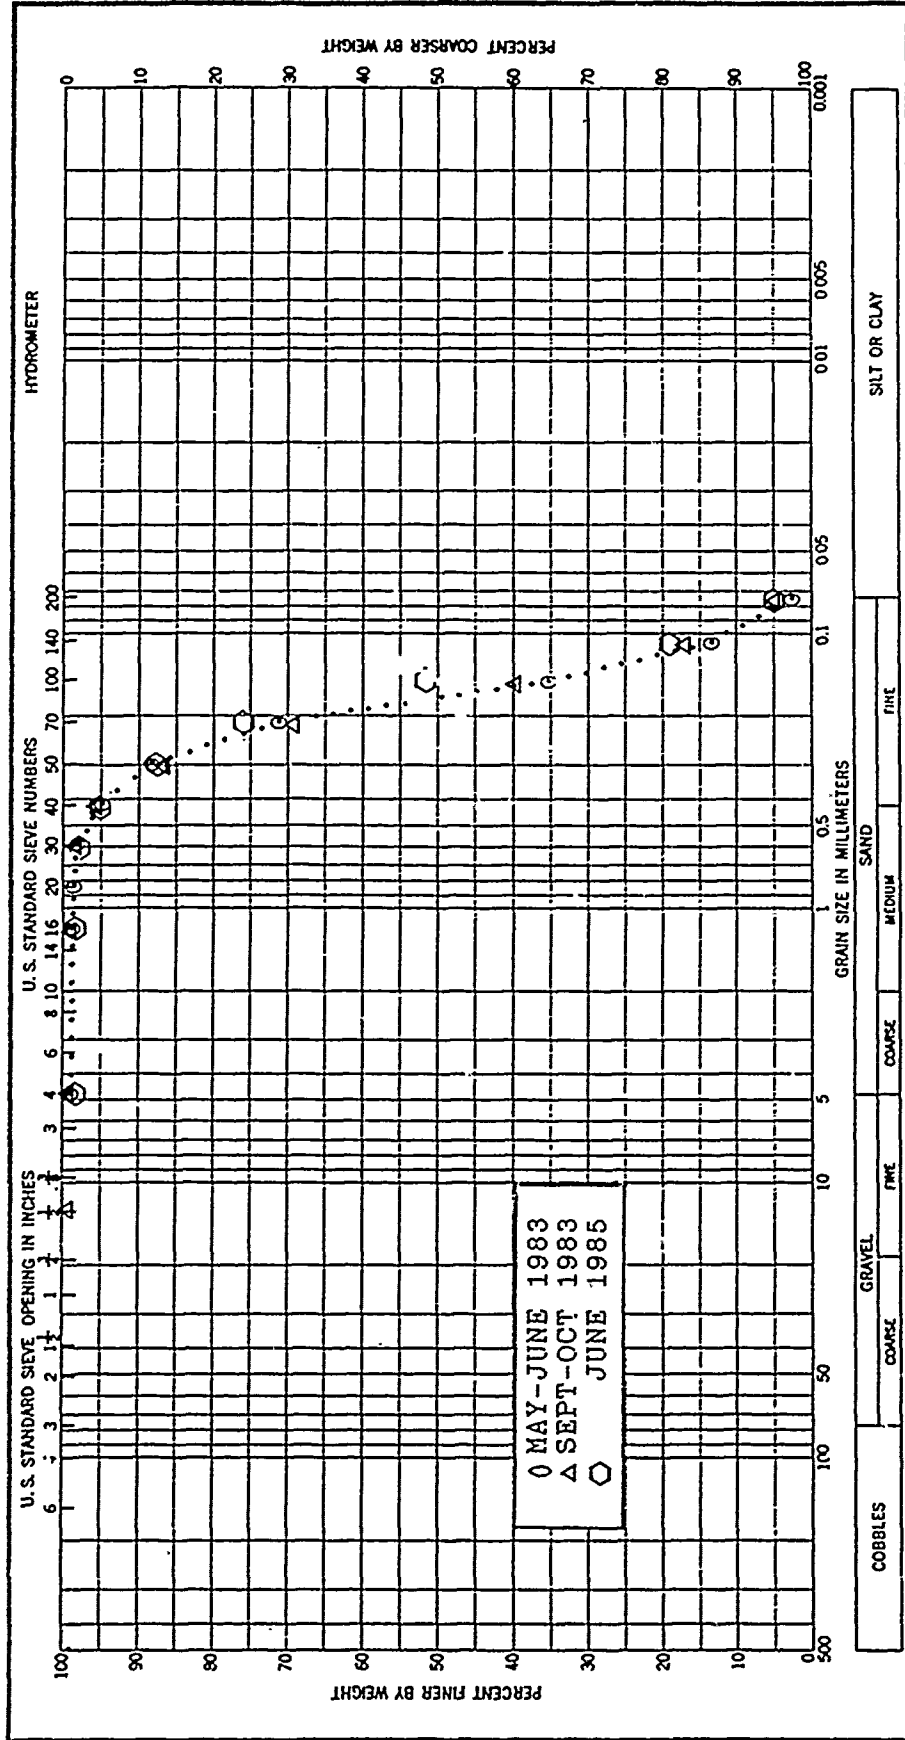 U. S. STANDARD SIEVE OPENING IN INCHES
U. S. STANDARD SIEVE NUMBERS
HYDROMETER
6 3 2 1 3 4 6 8 10 14 16 20 30 40 50 70 100 140 200
PERCENT FINER BY WEIGHT
100
90
80
70
60
50
40
30
20
10
0
PERCENT COARSER BY WEIGHT
0
10
20
30
40
50
60
70
80
90
100
MAY-JUNE 1983
SEPT-OCT 1983
JUNE 1985
500 100 50 10 5 1 0.5 0.1 0.05 0.01 0.005 0.001
GRAIN SIZE IN MILLIMETERS
COBBLES
GRAVEL
COARSE
FINE
SAND
COARSE
MEDIUM
FINE
SILT OR CLAY